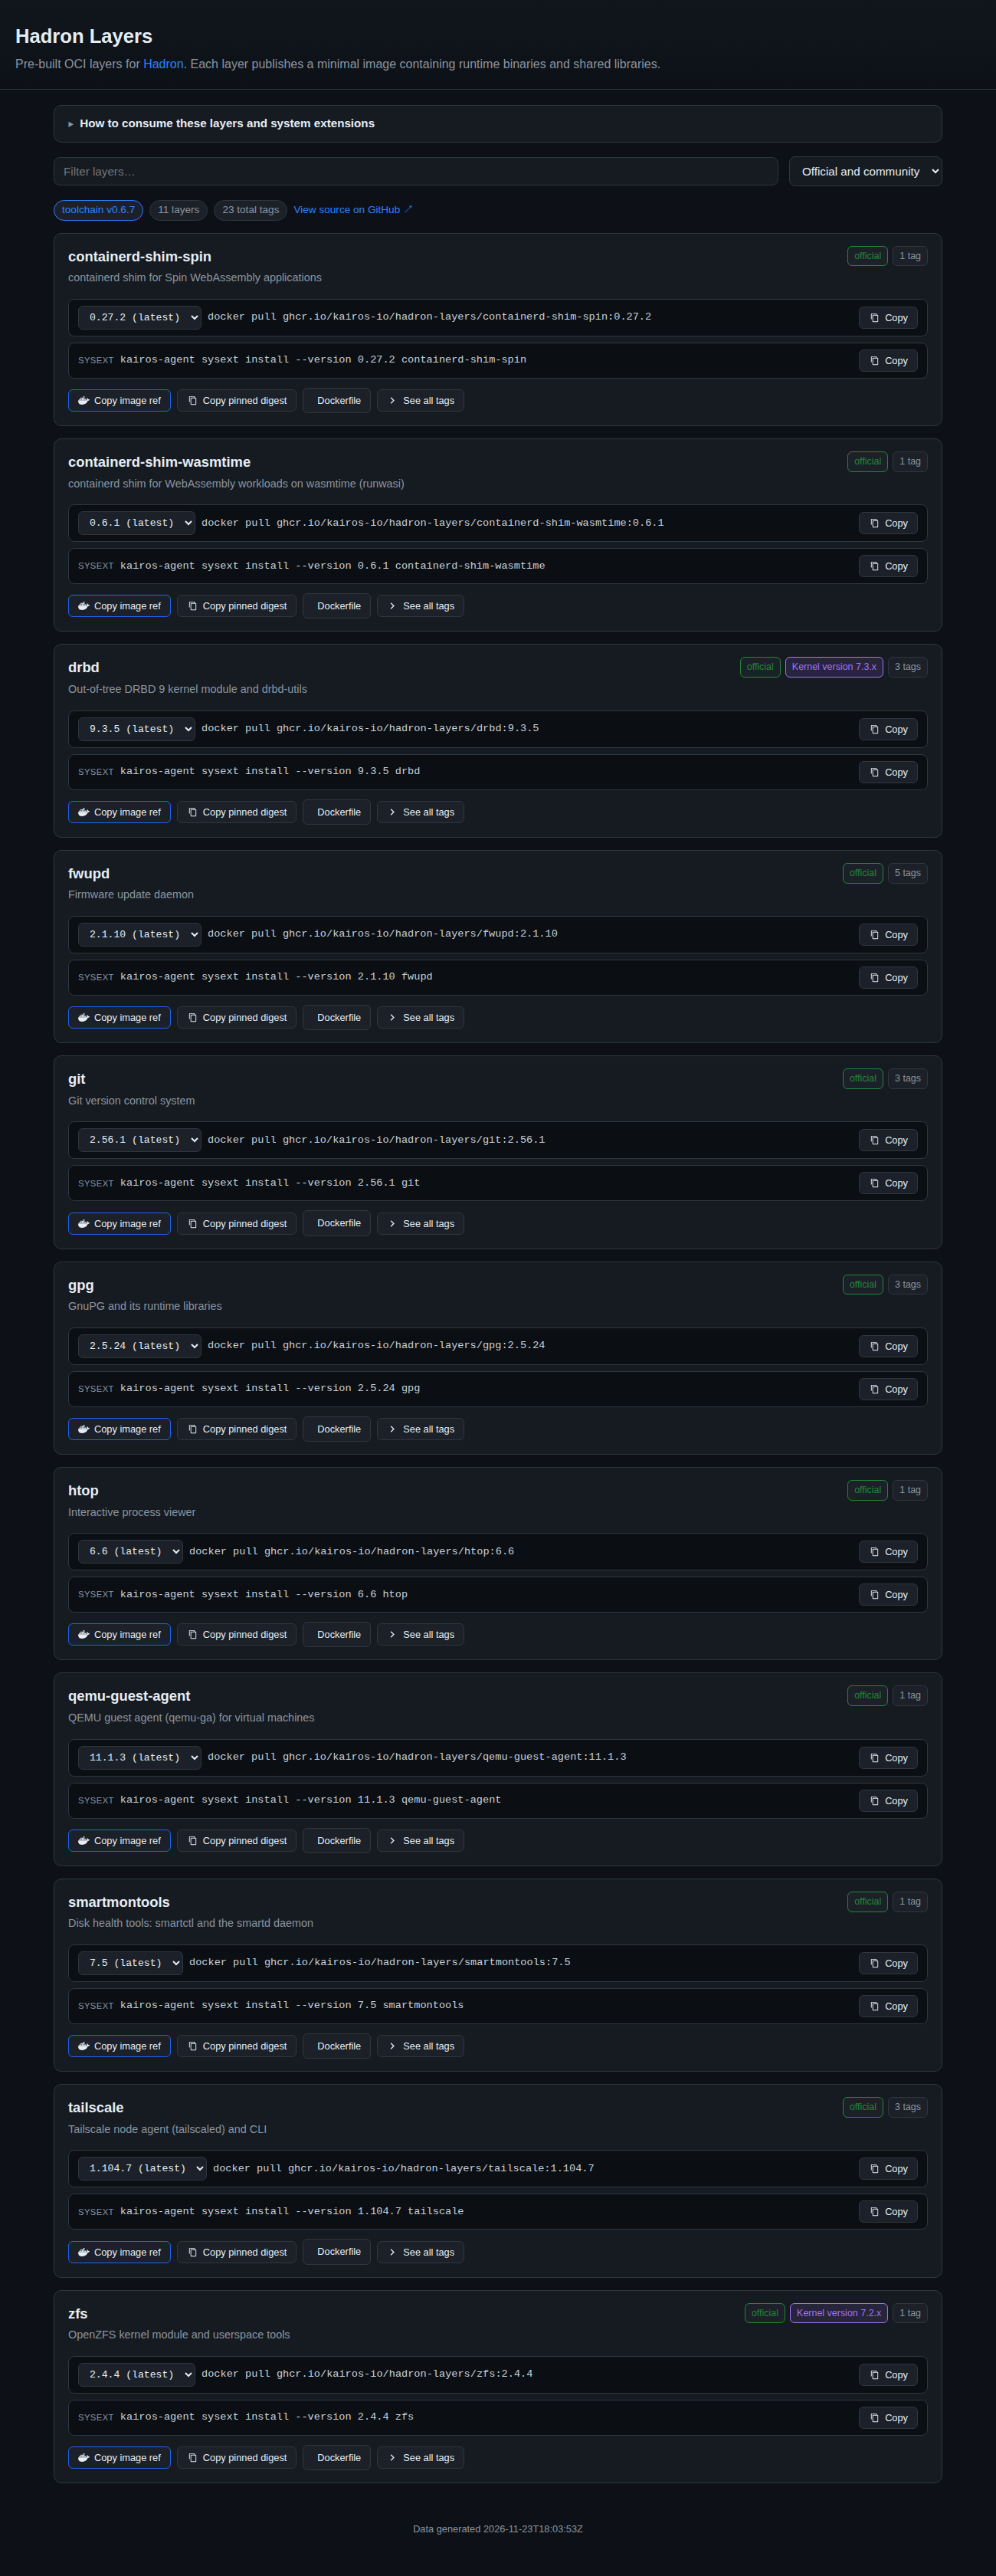 Hadron Layers
Pre-built OCI layers for Hadron. Each layer publishes a minimal image containing runtime binaries and shared libraries.
▸ How to consume these layers and system extensions
Filter layers…
Official and community
toolchain v0.6.7 11 layers 23 total tags View source on GitHub ↗
containerd-shim-spin official 1 tag
containerd shim for Spin WebAssembly applications
0.27.2 (latest) docker pull ghcr.io/kairos-io/hadron-layers/containerd-shim-spin:0.27.2 Copy
SYSEXT kairos-agent sysext install --version 0.27.2 containerd-shim-spin Copy
Copy image ref Copy pinned digest Dockerfile See all tags
containerd-shim-wasmtime official 1 tag
containerd shim for WebAssembly workloads on wasmtime (runwasi)
0.6.1 (latest) docker pull ghcr.io/kairos-io/hadron-layers/containerd-shim-wasmtime:0.6.1 Copy
SYSEXT kairos-agent sysext install --version 0.6.1 containerd-shim-wasmtime Copy
Copy image ref Copy pinned digest Dockerfile See all tags
drbd official Kernel version 7.3.x 3 tags
Out-of-tree DRBD 9 kernel module and drbd-utils
9.3.5 (latest) docker pull ghcr.io/kairos-io/hadron-layers/drbd:9.3.5 Copy
SYSEXT kairos-agent sysext install --version 9.3.5 drbd Copy
Copy image ref Copy pinned digest Dockerfile See all tags
fwupd official 5 tags
Firmware update daemon
2.1.10 (latest) docker pull ghcr.io/kairos-io/hadron-layers/fwupd:2.1.10 Copy
SYSEXT kairos-agent sysext install --version 2.1.10 fwupd Copy
Copy image ref Copy pinned digest Dockerfile See all tags
git official 3 tags
Git version control system
2.56.1 (latest) docker pull ghcr.io/kairos-io/hadron-layers/git:2.56.1 Copy
SYSEXT kairos-agent sysext install --version 2.56.1 git Copy
Copy image ref Copy pinned digest Dockerfile See all tags
gpg official 3 tags
GnuPG and its runtime libraries
2.5.24 (latest) docker pull ghcr.io/kairos-io/hadron-layers/gpg:2.5.24 Copy
SYSEXT kairos-agent sysext install --version 2.5.24 gpg Copy
Copy image ref Copy pinned digest Dockerfile See all tags
htop official 1 tag
Interactive process viewer
6.6 (latest) docker pull ghcr.io/kairos-io/hadron-layers/htop:6.6 Copy
SYSEXT kairos-agent sysext install --version 6.6 htop Copy
Copy image ref Copy pinned digest Dockerfile See all tags
qemu-guest-agent official 1 tag
QEMU guest agent (qemu-ga) for virtual machines
11.1.3 (latest) docker pull ghcr.io/kairos-io/hadron-layers/qemu-guest-agent:11.1.3 Copy
SYSEXT kairos-agent sysext install --version 11.1.3 qemu-guest-agent Copy
Copy image ref Copy pinned digest Dockerfile See all tags
smartmontools official 1 tag
Disk health tools: smartctl and the smartd daemon
7.5 (latest) docker pull ghcr.io/kairos-io/hadron-layers/smartmontools:7.5 Copy
SYSEXT kairos-agent sysext install --version 7.5 smartmontools Copy
Copy image ref Copy pinned digest Dockerfile See all tags
tailscale official 3 tags
Tailscale node agent (tailscaled) and CLI
1.104.7 (latest) docker pull ghcr.io/kairos-io/hadron-layers/tailscale:1.104.7 Copy
SYSEXT kairos-agent sysext install --version 1.104.7 tailscale Copy
Copy image ref Copy pinned digest Dockerfile See all tags
zfs official Kernel version 7.2.x 1 tag
OpenZFS kernel module and userspace tools
2.4.4 (latest) docker pull ghcr.io/kairos-io/hadron-layers/zfs:2.4.4 Copy
SYSEXT kairos-agent sysext install --version 2.4.4 zfs Copy
Copy image ref Copy pinned digest Dockerfile See all tags
Data generated 2026-11-23T18:03:53Z